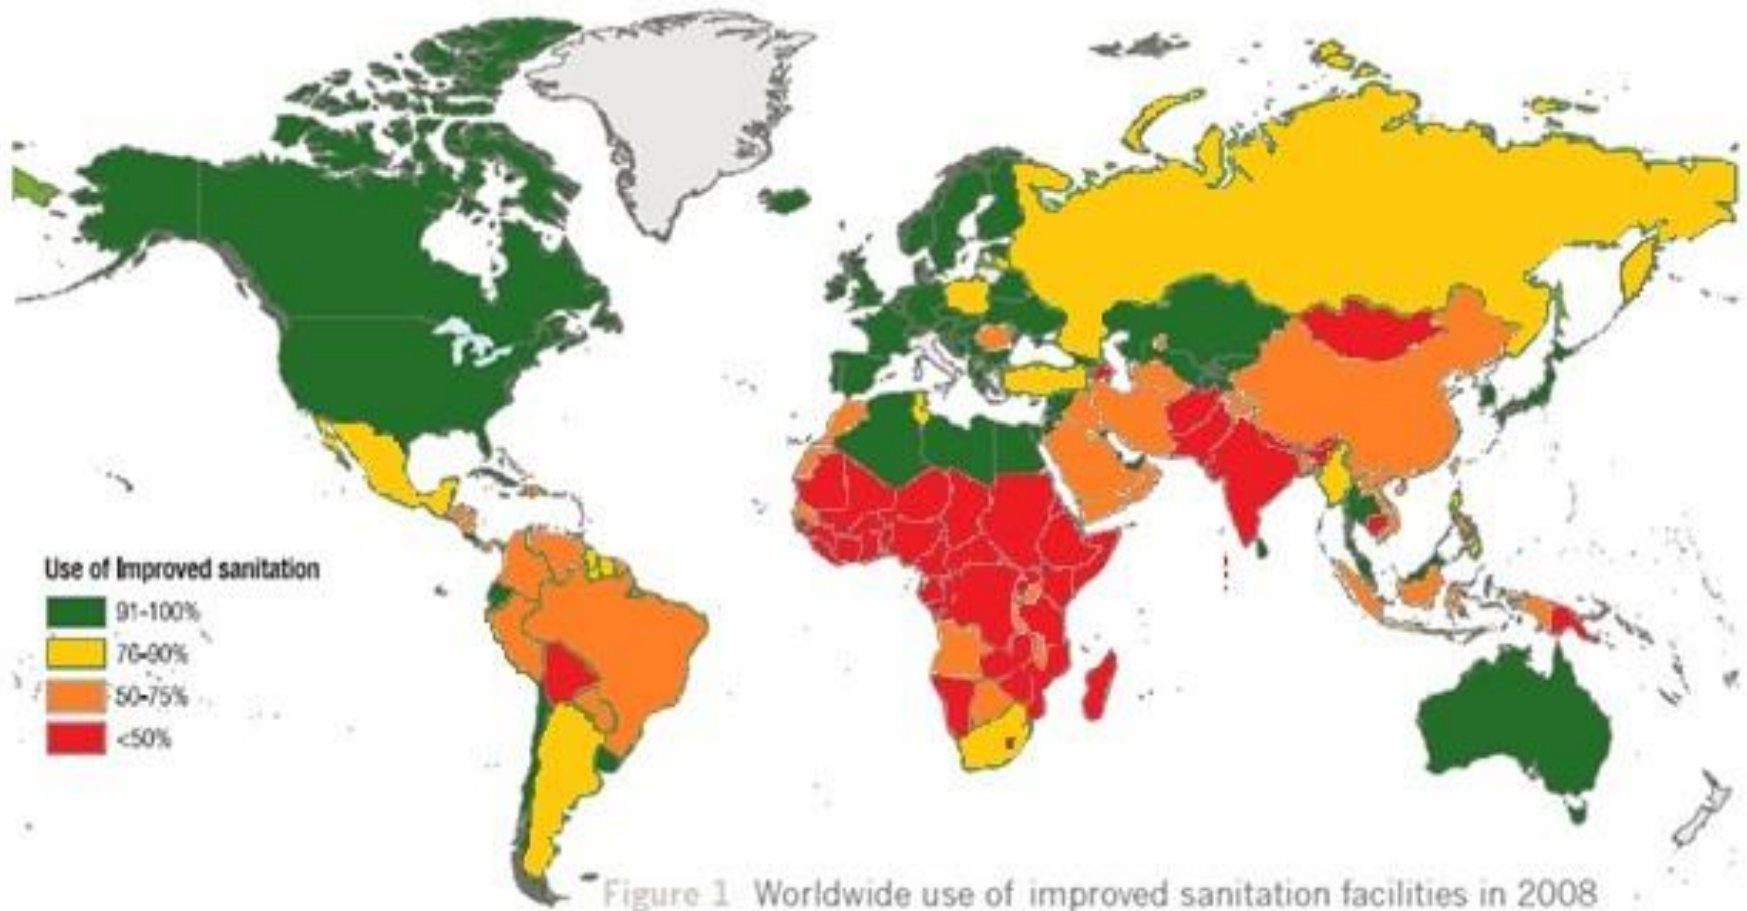 Use of Improved sanitation
91-100%
76-90%
50-75%
<50%
Figure 1 Worldwide use of improved sanitation facilities in 2008